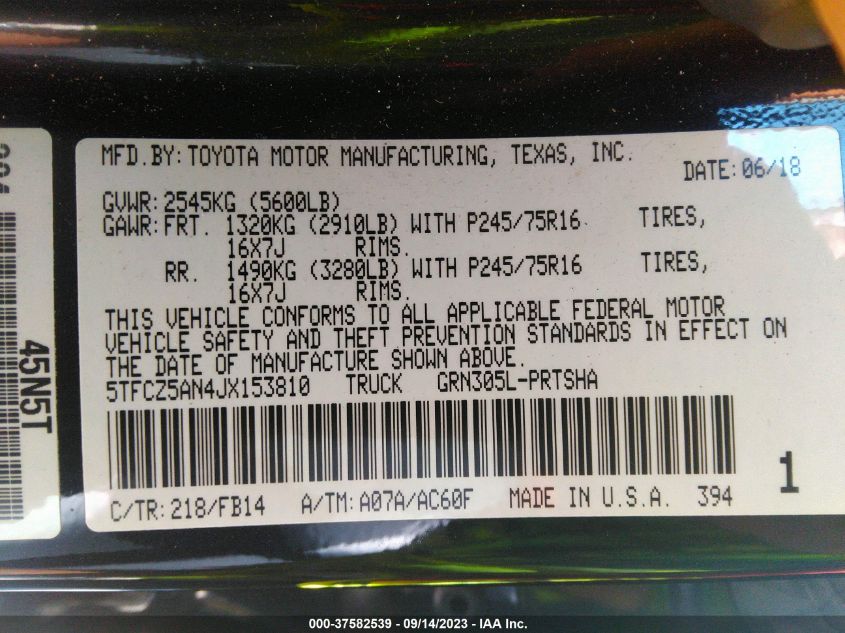 MFD.BY:TOYOTA MOTOR MANUFACTURING, TEXAS, INC.
DATE:06/18
GVWR:2545KG (5600LB)
GAWR:FRT. 1320KG (2910LB) WITH P245/75R16 TIRES,
16X7J RIMS.
RR. 1490KG (3280LB) WITH P245/75R16 TIRES,
16X7J RIMS.
THIS VEHICLE CONFORMS TO ALL APPLICABLE FEDERAL MOTOR
VEHICLE SAFETY AND THEFT PREVENTION STANDARDS IN EFFECT ON
THE DATE OF MANUFACTURE SHOWN ABOVE.
5TFCZ5AN4JX153810 TRUCK GRN305L-PRTSHA
C/TR:218/FB14 A/TM:A07A/AC60F MADE IN U.S.A. 394
1
45N5T
000-37582539 - 09/14/2023 - IAA Inc.